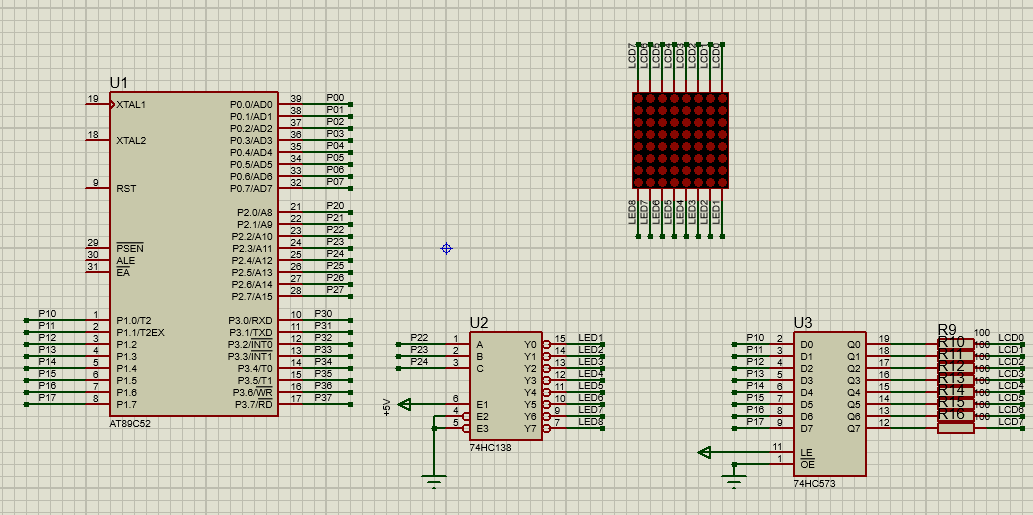 U1
19 XTAL1
18 XTAL2
9 RST
29 PSEN
30 ALE
31 EA
P10 1 P1.0/T2
P11 2 P1.1/T2EX
P12 3 P1.2
P13 4 P1.3
P14 5 P1.4
P15 6 P1.5
P16 7 P1.6
P17 8 P1.7
P0.0/AD0 39 P00
P0.1/AD1 38 P01
P0.2/AD2 37 P02
P0.3/AD3 36 P03
P0.4/AD4 35 P04
P0.5/AD5 34 P05
P0.6/AD6 33 P06
P0.7/AD7 32 P07
P2.0/A8 21 P20
P2.1/A9 22 P21
P2.2/A10 23 P22
P2.3/A11 24 P23
P2.4/A12 25 P24
P2.5/A13 26 P25
P2.6/A14 27 P26
P2.7/A15 28 P27
P3.0/RXD 10 P30
P3.1/TXD 11 P31
P3.2/INT0 12 P32
P3.3/INT1 13 P33
P3.4/T0 14 P34
P3.5/T1 15 P35
P3.6/WR 16 P36
P3.7/RD 17 P37
AT89C52
LCD7 LCD6 LCD5 LCD4 LCD3 LCD2 LCD1 LCD0
LED8 LED7 LED6 LED5 LED4 LED3 LED2 LED1
U2
P22 1 A
P23 2 B
P24 3 C
+5V
6 E1
4 E2
5 E3
Y0 15 LED1
Y1 14 LED2
Y2 13 LED3
Y3 12 LED4
Y4 11 LED5
Y5 10 LED6
Y6 9 LED7
Y7 7 LED8
74HC138
U3
P10 2 D0
P11 3 D1
P12 4 D2
P13 5 D3
P14 6 D4
P15 7 D5
P16 8 D6
P17 9 D7
11 LE
1 OE
Q0 19
Q1 18
Q2 17
Q3 16
Q4 15
Q5 14
Q6 13
Q7 12
74HC573
R9 100 LCD0
R10 LCD1
R11 LCD2
R12 LCD3
R13 LCD4
R14 LCD5
R15 LCD6
R16 100 LCD7